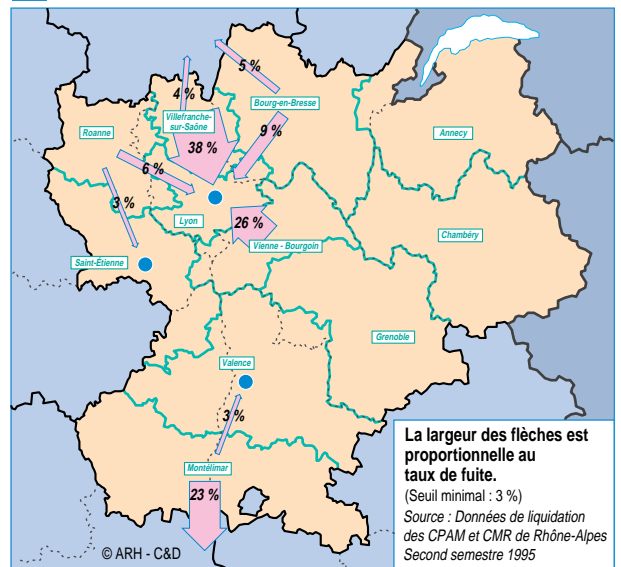 5 %
4 %
Bourg-en-Bresse
Villefranche-
sur-Saône
Roanne
9 %
Annecy
38 %
6 %
3 %
Lyon
26 %
Chambéry
Vienne - Bourgoin
Saint-Étienne
Grenoble
Valence
3 %
Montélimar
23 %
La largeur des flèches est
proportionnelle au
taux de fuite.
(Seuil minimal : 3 %)
Source : Données de liquidation
des CPAM et CMR de Rhône-Alpes
Second semestre 1995
© ARH - C&D